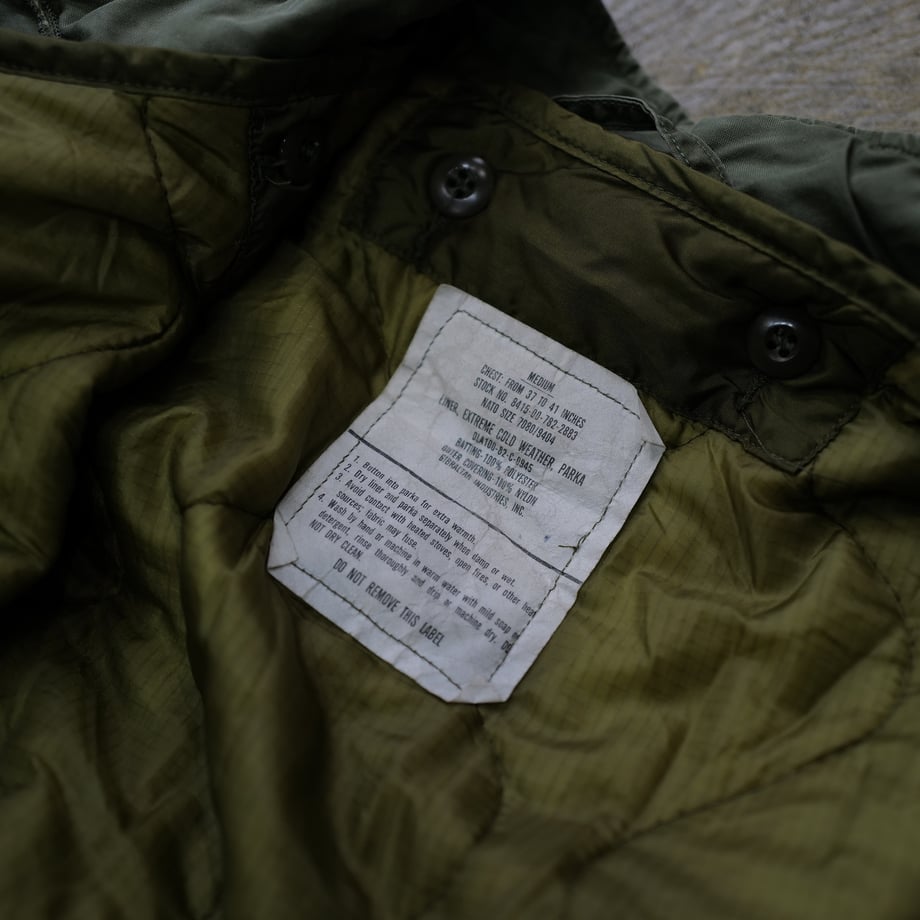 MEDIUM
CHEST: FROM 37 TO 41 INCHES
STOCK NO. 8415-00-782-2883
NATO SIZE 7080/9404
LINER, EXTREME COLD WEATHER, PARKA
DLA100-82-C-0945
BATTING-100% POLYESTER
OUTER COVERING-100% NYLON
GIBRALTAR INDUSTRIES, INC.
1. Button into parka for extra warmth.
2. Dry liner and parka separately when damp or wet.
3. Avoid contact with heated stoves, open fires, or other heat
sources; fabric may fuse.
4. Wash by hand or machine in warm water with mild soap or
detergent, rinse thoroughly and drip or machine dry. DO
NOT DRY CLEAN.
DO NOT REMOVE THIS LABEL